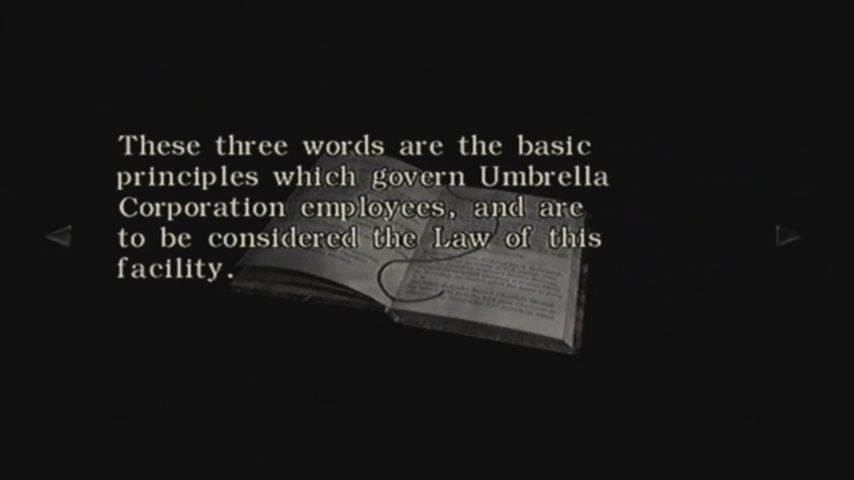 These three words are the basic
principles which govern Umbrella
Corporation employees, and are
to be considered the Law of this
facility.